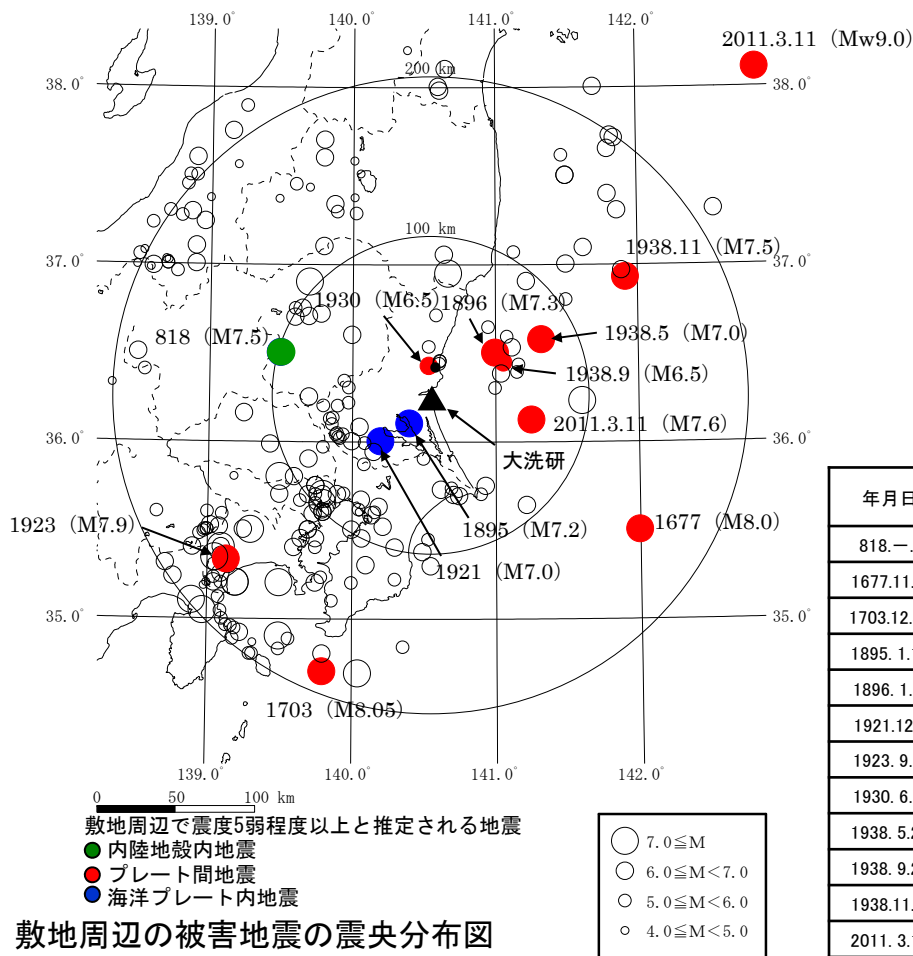 139.0° 140.0° 141.0° 142.0°
2011.3.11 (Mw9.0)
200 km
38.0° 38.0°
100 km
1938.11 (M7.5)
37.0° 37.0°
1930 (M6.5) 1896 (M7.3)
818 (M7.5)
1938.5 (M7.0)
1938.9 (M6.5)
2011.3.11 (M7.6)
36.0° 36.0°
大洗研
1923 (M7.9)
1895 (M7.2)
1677 (M8.0)
1921 (M7.0)
35.0° 35.0°
1703 (M8.05)
139.0° 140.0° 141.0° 142.0°
0 50 100 km
敷地周辺で震度5弱程度以上と推定される地震
内陸地殻内地震
プレート間地震
海洋プレート内地震
7.0≦M
6.0≦M<7.0
5.0≦M<6.0
4.0≦M<5.0
敷地周辺の被害地震の震央分布図
年月日
818.－.
1677.11.
1703.12.
1895. 1.
1896. 1.
1921.12
1923. 9.
1930. 6.
1938. 5.2
1938. 9.2
1938.11.
2011. 3.